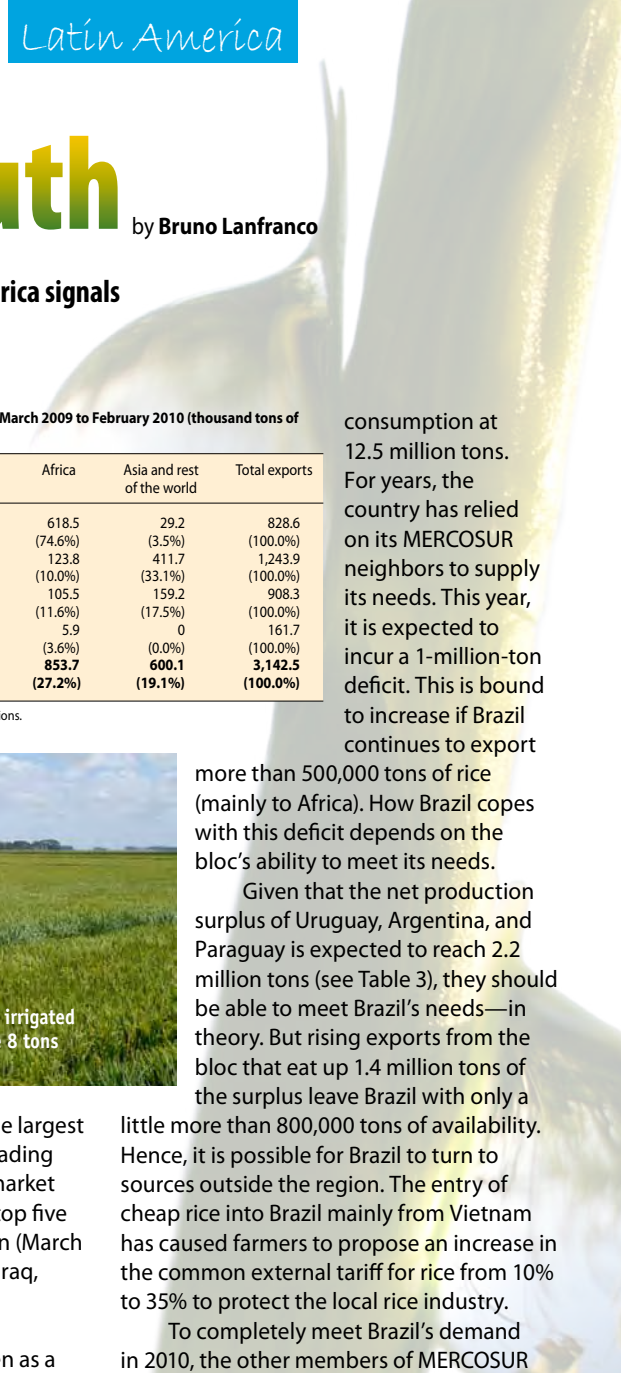 Latin America
uth by Bruno Lanfranco
rica signals
March 2009 to February 2010 (thousand tons of
Africa Asia and rest of the world Total exports
618.5 29.2 828.6
(74.6%) (3.5%) (100.0%)
123.8 411.7 1,243.9
(10.0%) (33.1%) (100.0%)
105.5 159.2 908.3
(11.6%) (17.5%) (100.0%)
5.9 0 161.7
(3.6%) (0.0%) (100.0%)
853.7 600.1 3,142.5
(27.2%) (19.1%) (100.0%)
ions.
irrigated
8 tons
e largest
ading
market
top five
n (March
raq,
n as a
consumption at
12.5 million tons.
For years, the
country has relied
on its MERCOSUR
neighbors to supply
its needs. This year,
it is expected to
incur a 1-million-ton
deficit. This is bound
to increase if Brazil
continues to export
more than 500,000 tons of rice
(mainly to Africa). How Brazil copes
with this deficit depends on the
bloc's ability to meet its needs.
Given that the net production
surplus of Uruguay, Argentina, and
Paraguay is expected to reach 2.2
million tons (see Table 3), they should
be able to meet Brazil's needs—in
theory. But rising exports from the
bloc that eat up 1.4 million tons of
the surplus leave Brazil with only a
little more than 800,000 tons of availability.
Hence, it is possible for Brazil to turn to
sources outside the region. The entry of
cheap rice into Brazil mainly from Vietnam
has caused farmers to propose an increase in
the common external tariff for rice from 10%
to 35% to protect the local rice industry.
To completely meet Brazil's demand
in 2010, the other members of MERCOSUR